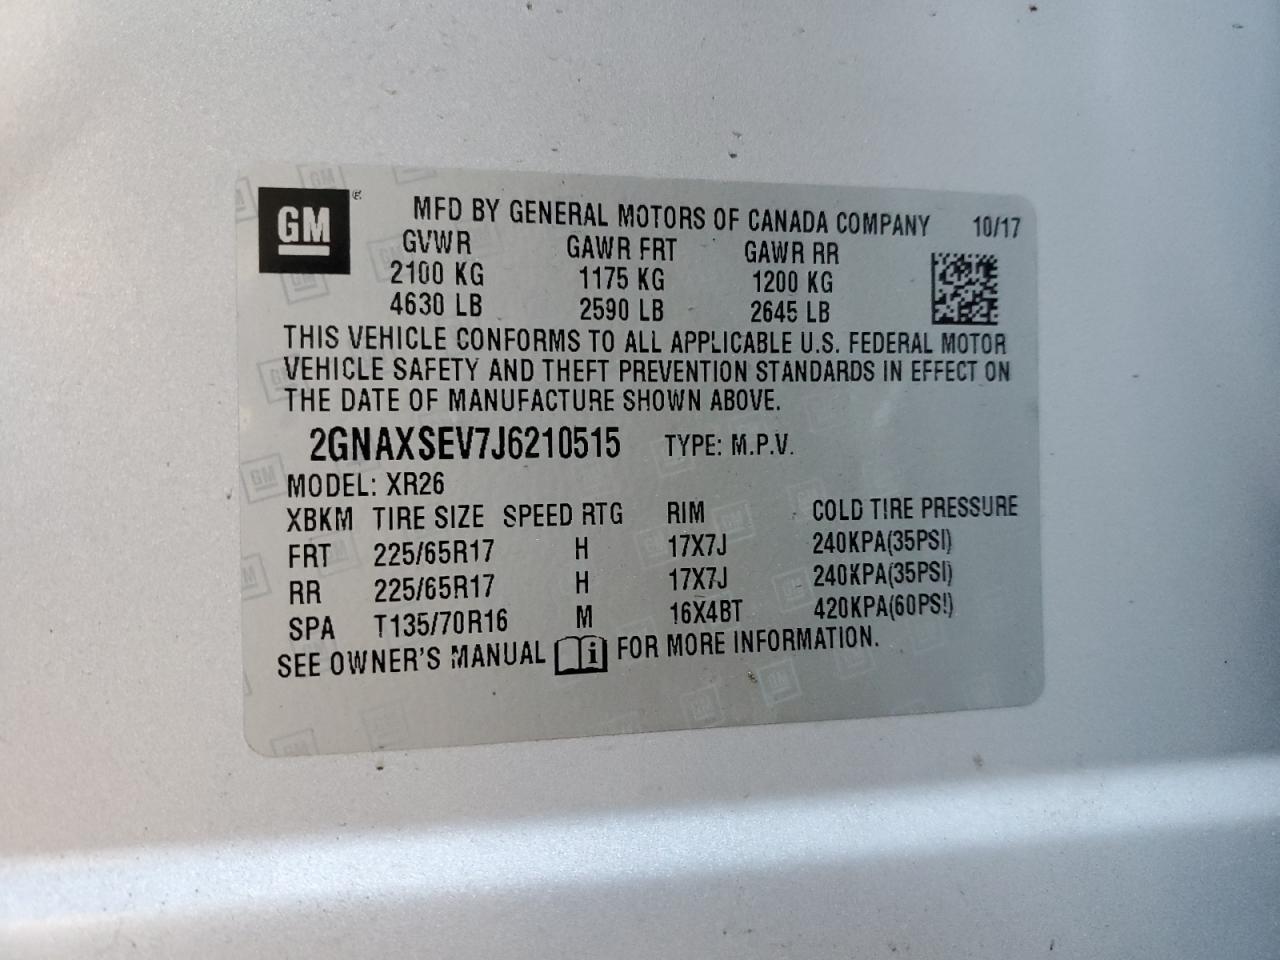 GM
MFD BY GENERAL MOTORS OF CANADA COMPANY 10/17
GVWR GAWR FRT GAWR RR
2100 KG 1175 KG 1200 KG
4630 LB 2590 LB 2645 LB
THIS VEHICLE CONFORMS TO ALL APPLICABLE U.S. FEDERAL MOTOR
VEHICLE SAFETY AND THEFT PREVENTION STANDARDS IN EFFECT ON
THE DATE OF MANUFACTURE SHOWN ABOVE.
2GNAXSEV7J6210515 TYPE: M.P.V.
MODEL: XR26
XBKM TIRE SIZE SPEED RTG RIM COLD TIRE PRESSURE
FRT 225/65R17 H 17X7J 240KPA(35PSI)
RR 225/65R17 H 17X7J 240KPA(35PSI)
SPA T135/70R16 M 16X4BT 420KPA(60PSI)
SEE OWNER'S MANUAL i FOR MORE INFORMATION.